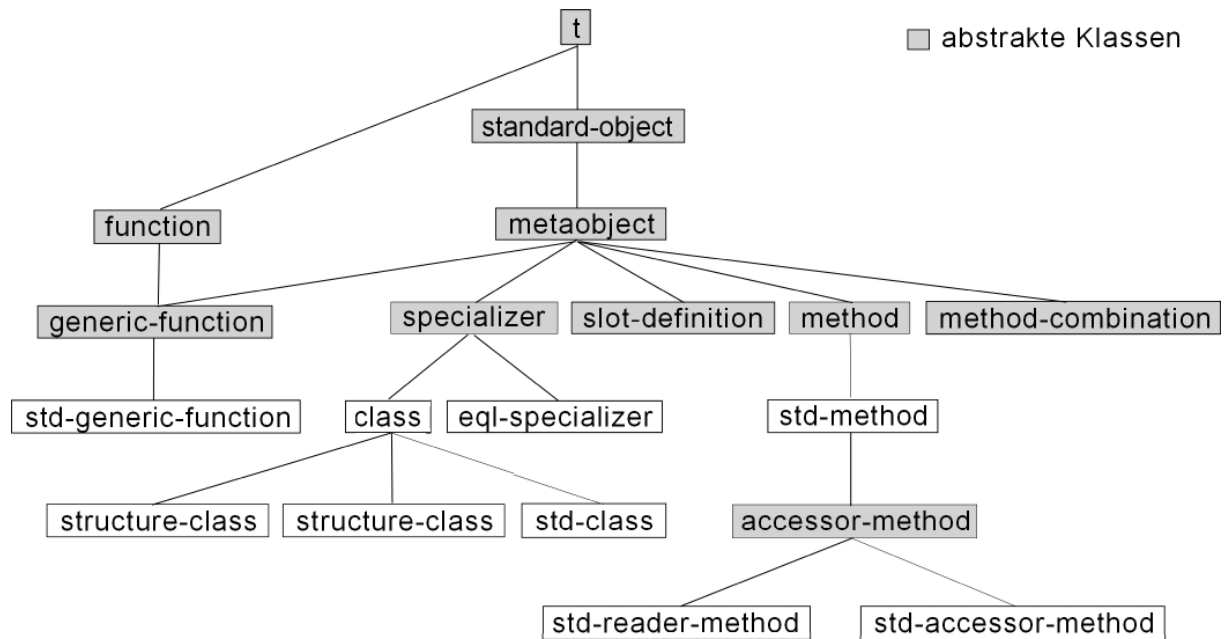 t
abstrakte Klassen
standard-object
function
metaobject
generic-function
specializer
slot-definition
method
method-combination
std-generic-function
class
eql-specializer
std-method
structure-class
structure-class
std-class
accessor-method
std-reader-method
std-accessor-method